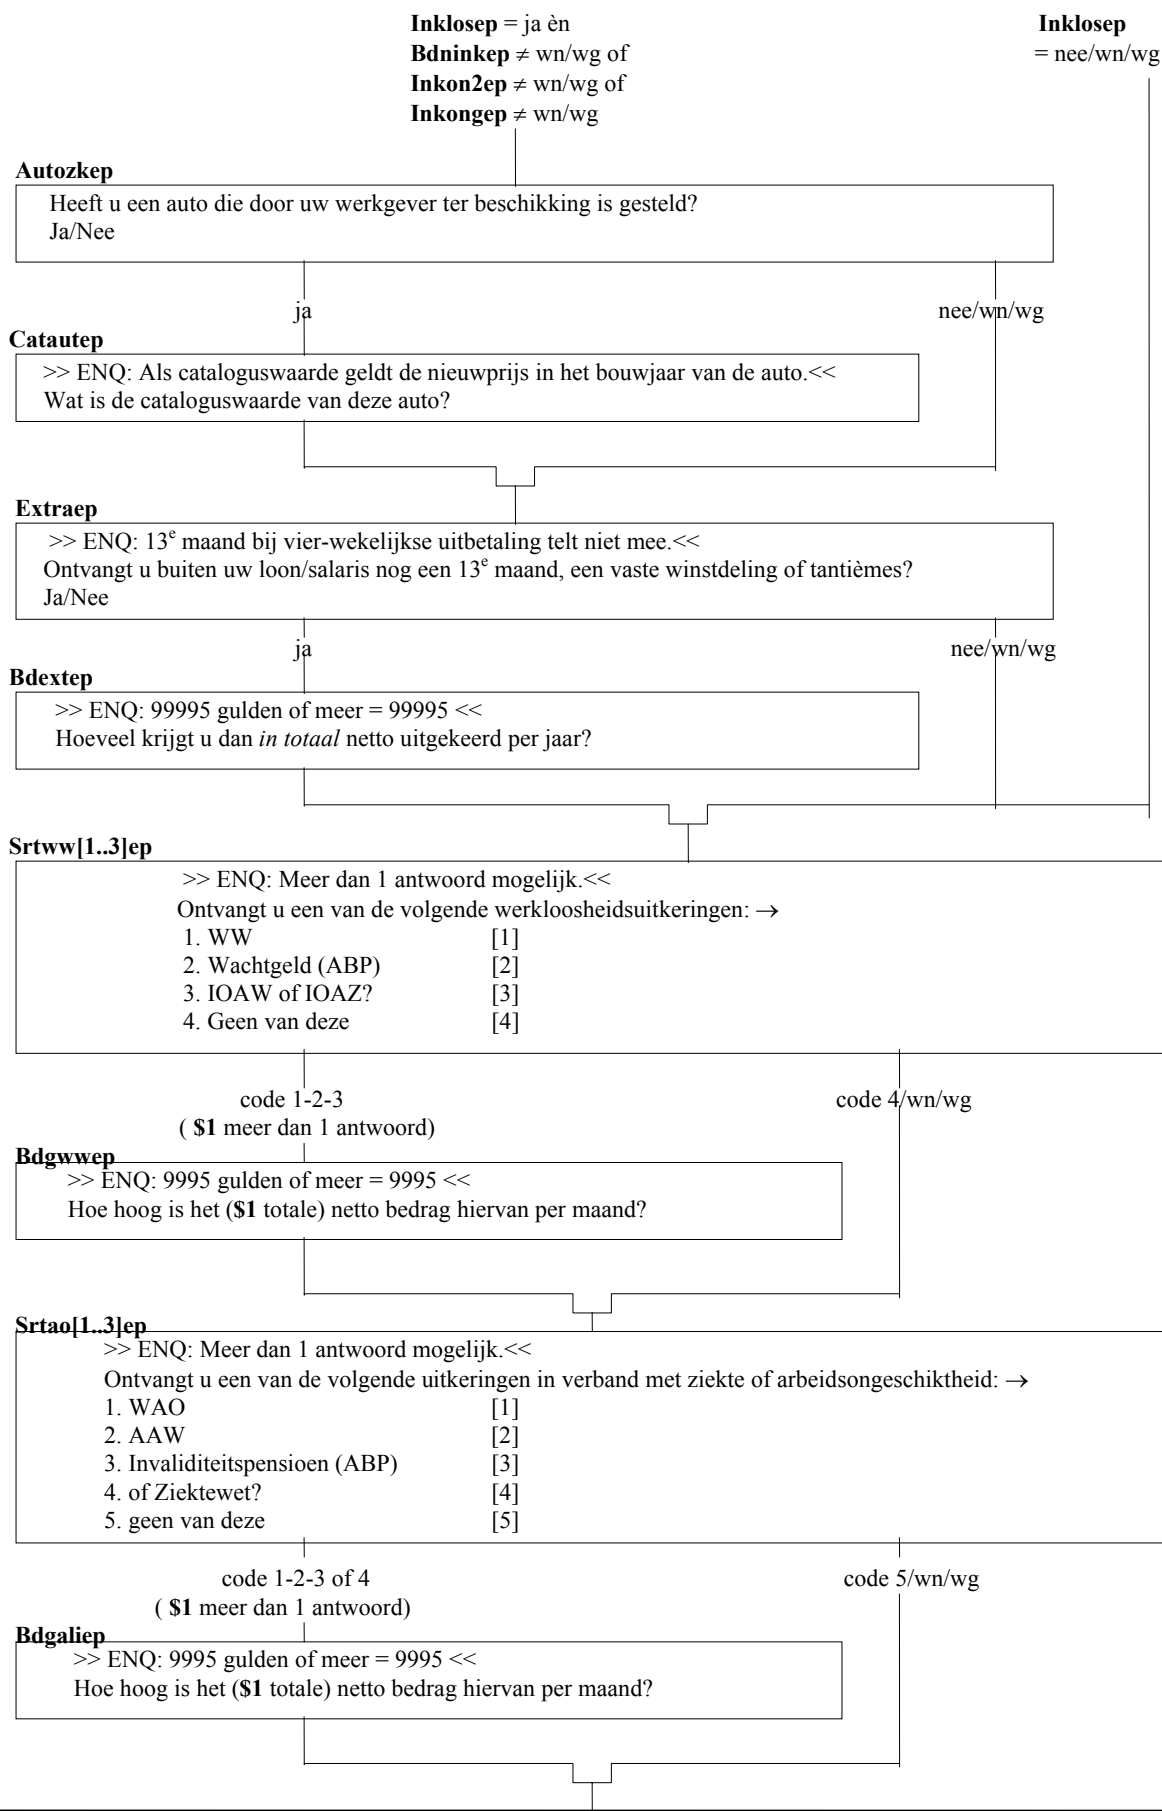 Inklosep = ja èn
Bdninkep ≠ wn/wg of
Inkon2ep ≠ wn/wg of
Inkongep ≠ wn/wg
Inklosep
= nee/wn/wg
Autozkep
Heeft u een auto die door uw werkgever ter beschikking is gesteld?
Ja/Nee
ja
nee/wn/wg
Catautep
>> ENQ: Als cataloguswaarde geldt de nieuwprijs in het bouwjaar van de auto.<<
Wat is de cataloguswaarde van deze auto?
Extraep
>> ENQ: 13e maand bij vier-wekelijkse uitbetaling telt niet mee.<<
Ontvangt u buiten uw loon/salaris nog een 13e maand, een vaste winstdeling of tantièmes?
Ja/Nee
ja
nee/wn/wg
Bdextep
>> ENQ: 99995 gulden of meer = 99995 <<
Hoeveel krijgt u dan in totaal netto uitgekeerd per jaar?
Srtww[1..3]ep
>> ENQ: Meer dan 1 antwoord mogelijk.<<
Ontvangt u een van de volgende werkloosheidsuitkeringen: →
1. WW [1]
2. Wachtgeld (ABP) [2]
3. IOAW of IOAZ? [3]
4. Geen van deze [4]
code 1-2-3
( $1 meer dan 1 antwoord)
code 4/wn/wg
Bdgwwep
>> ENQ: 9995 gulden of meer = 9995 <<
Hoe hoog is het ($1 totale) netto bedrag hiervan per maand?
Srtao[1..3]ep
>> ENQ: Meer dan 1 antwoord mogelijk.<<
Ontvangt u een van de volgende uitkeringen in verband met ziekte of arbeidsongeschiktheid: →
1. WAO [1]
2. AAW [2]
3. Invaliditeitspensioen (ABP) [3]
4. of Ziektewet? [4]
5. geen van deze [5]
code 1-2-3 of 4
( $1 meer dan 1 antwoord)
code 5/wn/wg
Bdgaliep
>> ENQ: 9995 gulden of meer = 9995 <<
Hoe hoog is het ($1 totale) netto bedrag hiervan per maand?